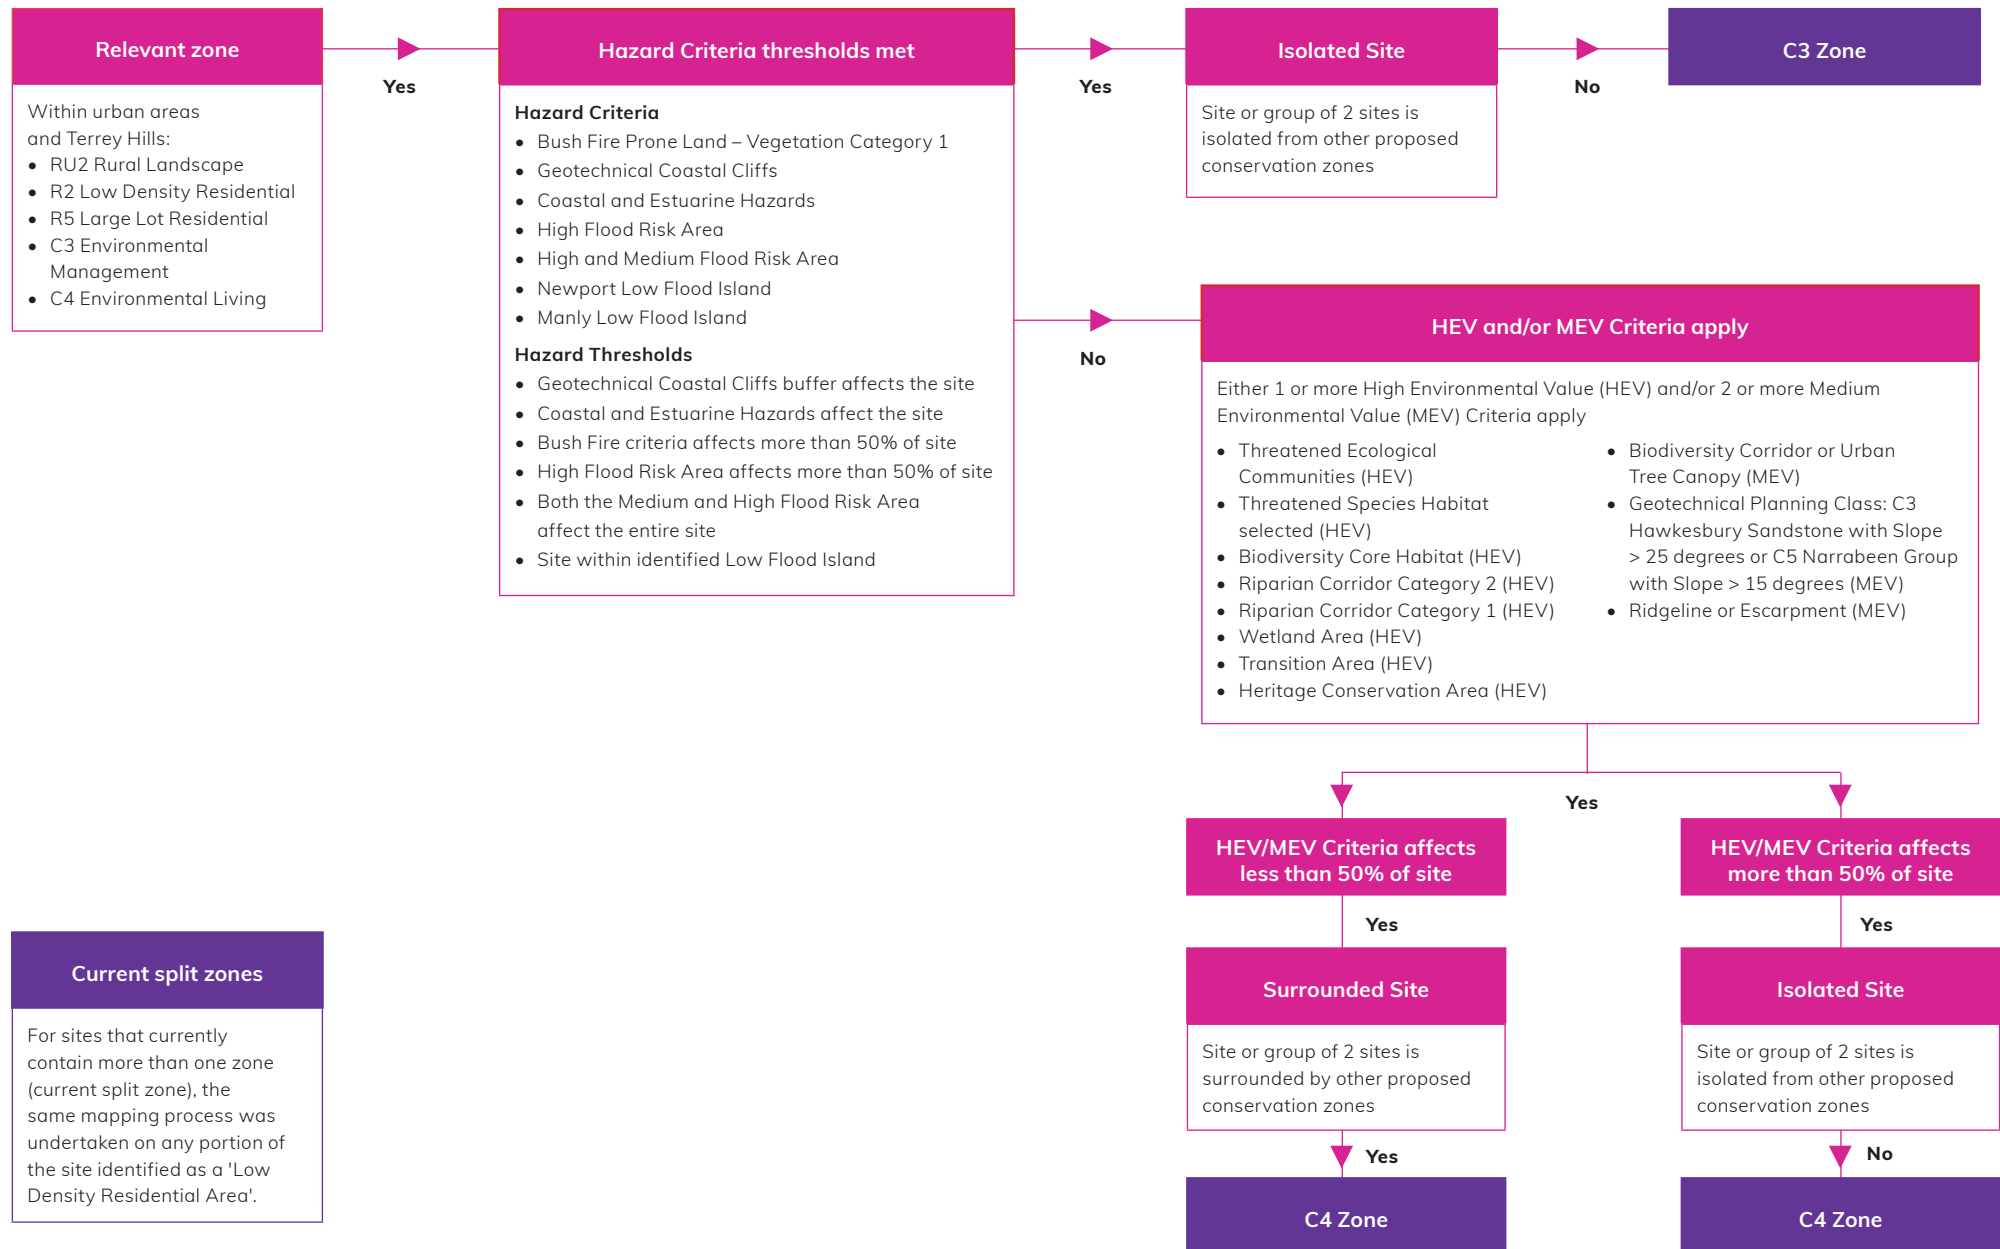 Relevant zone
Within urban areas
and Terrey Hills:
• RU2 Rural Landscape
• R2 Low Density Residential
• R5 Large Lot Residential
• C3 Environmental
Management
• C4 Environmental Living
Yes
Hazard Criteria thresholds met
Hazard Criteria
• Bush Fire Prone Land – Vegetation Category 1
• Geotechnical Coastal Cliffs
• Coastal and Estuarine Hazards
• High Flood Risk Area
• High and Medium Flood Risk Area
• Newport Low Flood Island
• Manly Low Flood Island
Hazard Thresholds
• Geotechnical Coastal Cliffs buffer affects the site
• Coastal and Estuarine Hazards affect the site
• Bush Fire criteria affects more than 50% of site
• High Flood Risk Area affects more than 50% of site
• Both the Medium and High Flood Risk Area
affect the entire site
• Site within identified Low Flood Island
Yes
Isolated Site
Site or group of 2 sites is
isolated from other proposed
conservation zones
No
C3 Zone
No
HEV and/or MEV Criteria apply
Either 1 or more High Environmental Value (HEV) and/or 2 or more Medium
Environmental Value (MEV) Criteria apply
• Threatened Ecological
Communities (HEV)
• Threatened Species Habitat
selected (HEV)
• Biodiversity Core Habitat (HEV)
• Riparian Corridor Category 2 (HEV)
• Riparian Corridor Category 1 (HEV)
• Wetland Area (HEV)
• Transition Area (HEV)
• Heritage Conservation Area (HEV)
• Biodiversity Corridor or Urban
Tree Canopy (MEV)
• Geotechnical Planning Class: C3
Hawkesbury Sandstone with Slope
> 25 degrees or C5 Narrabeen Group
with Slope > 15 degrees (MEV)
• Ridgeline or Escarpment (MEV)
Yes
HEV/MEV Criteria affects
less than 50% of site
Yes
Surrounded Site
Site or group of 2 sites is
surrounded by other proposed
conservation zones
Yes
C4 Zone
HEV/MEV Criteria affects
more than 50% of site
Yes
Isolated Site
Site or group of 2 sites is
isolated from other proposed
conservation zones
No
C4 Zone
Current split zones
For sites that currently
contain more than one zone
(current split zone), the
same mapping process was
undertaken on any portion of
the site identified as a 'Low
Density Residential Area'.